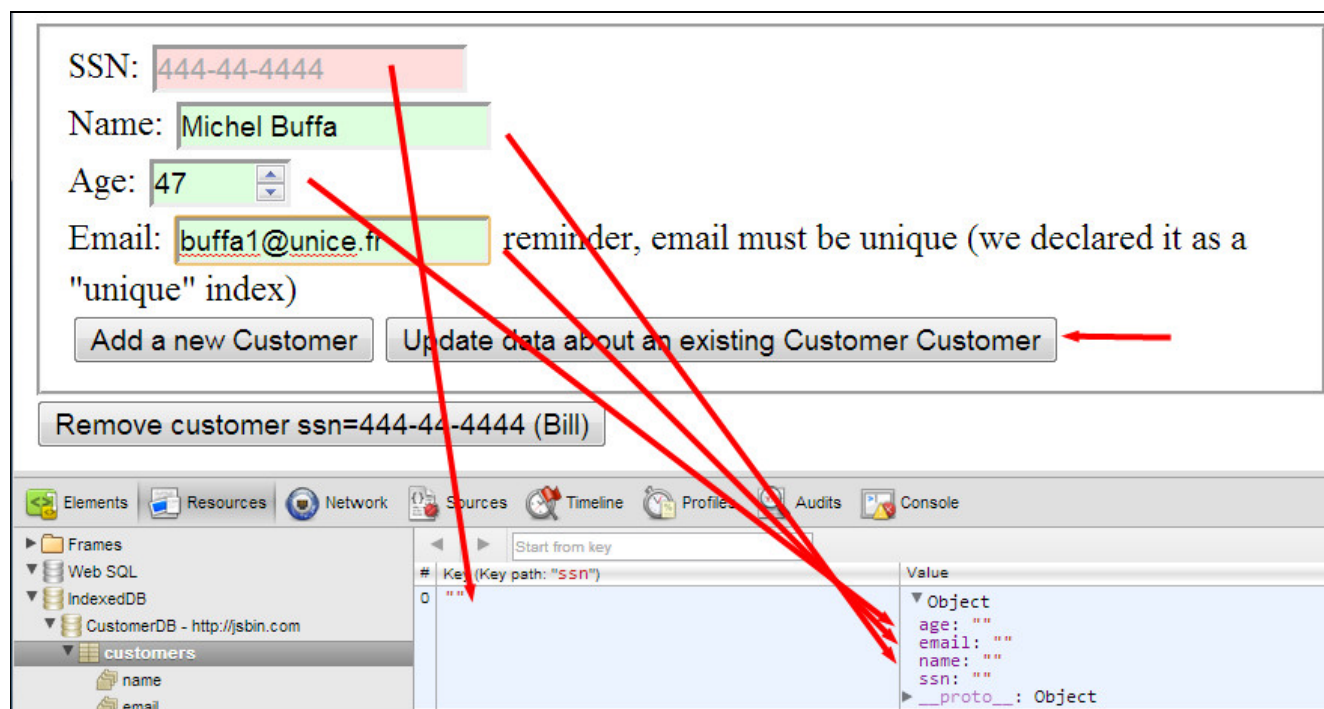 SSN: 444-44-4444
Name: Michel Buffa
Age: 47
Email: buffa1@unice.fr reminder, email must be unique (we declared it as a
"unique" index)
Add a new Customer Update data about an existing Customer Customer
Remove customer ssn=444-44-4444 (Bill)
Elements Resources Network Sources Timeline Profiles Audits Console
Frames Start from key
Web SQL # Key (Key path: "ssn") Value
IndexedDB 0 "" Object
CustomerDB - http://jsbin.com age: ""
email: ""
customers name: ""
name ssn: ""
email __proto__: Object